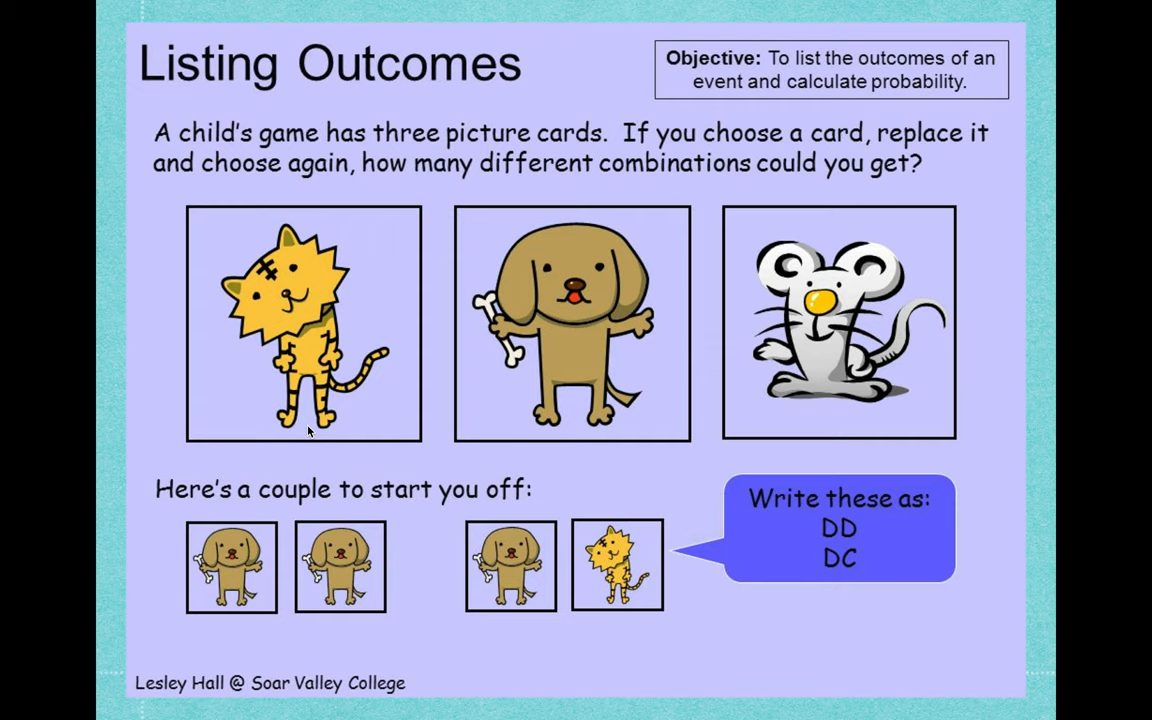 Listing Outcomes
Objective: To list the outcomes of an
event and calculate probability.
A child's game has three picture cards. If you choose a card, replace it
and choose again, how many different combinations could you get?
Here's a couple to start you off:
Write these as:
DD
DC
Lesley Hall @ Soar Valley College